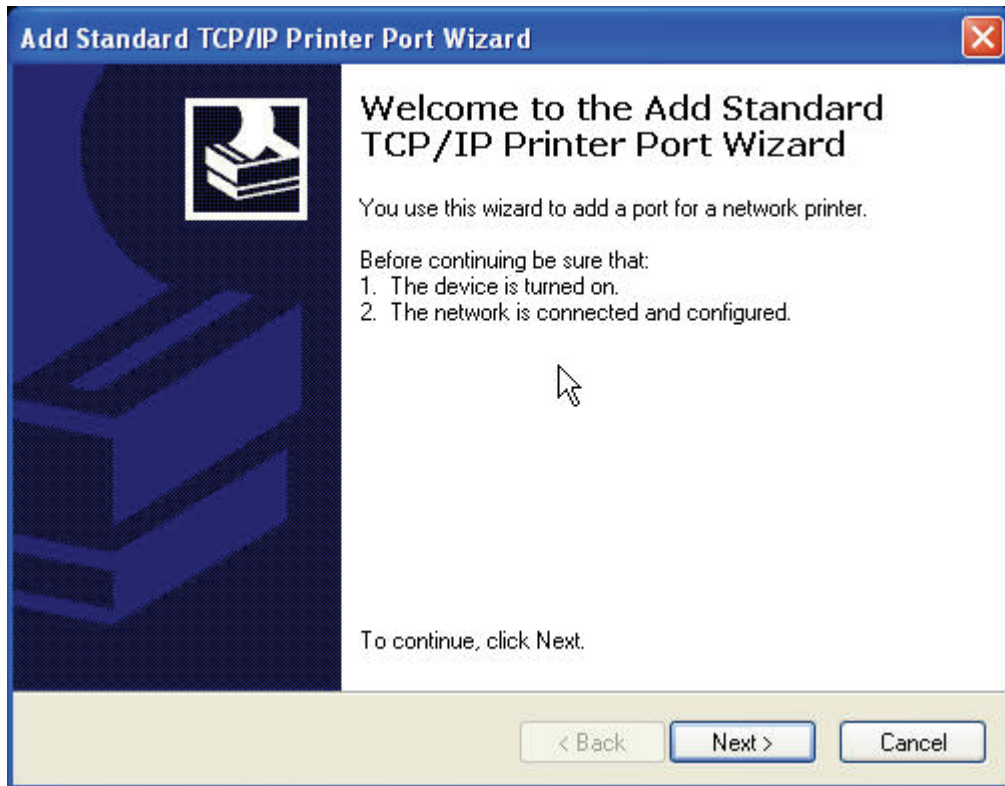 Add Standard TCP/IP Printer Port Wizard
Welcome to the Add Standard
TCP/IP Printer Port Wizard
You use this wizard to add a port for a network printer.
Before continuing be sure that:
1. The device is turned on.
2. The network is connected and configured.
To continue, click Next.
< Back Next > Cancel